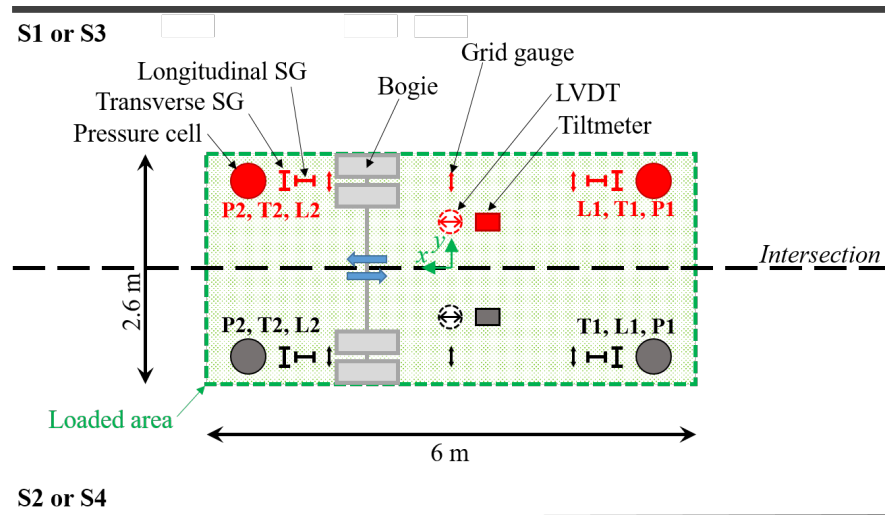 S1 or S3
Grid gauge
Longitudinal SG
Bogie
LVDT
Transverse SG
Tiltmeter
Pressure cell
P2, T2, L2
L1, T1, P1
y
x
Intersection
2.6 m
P2, T2, L2
T1, L1, P1
Loaded area
6 m
S2 or S4